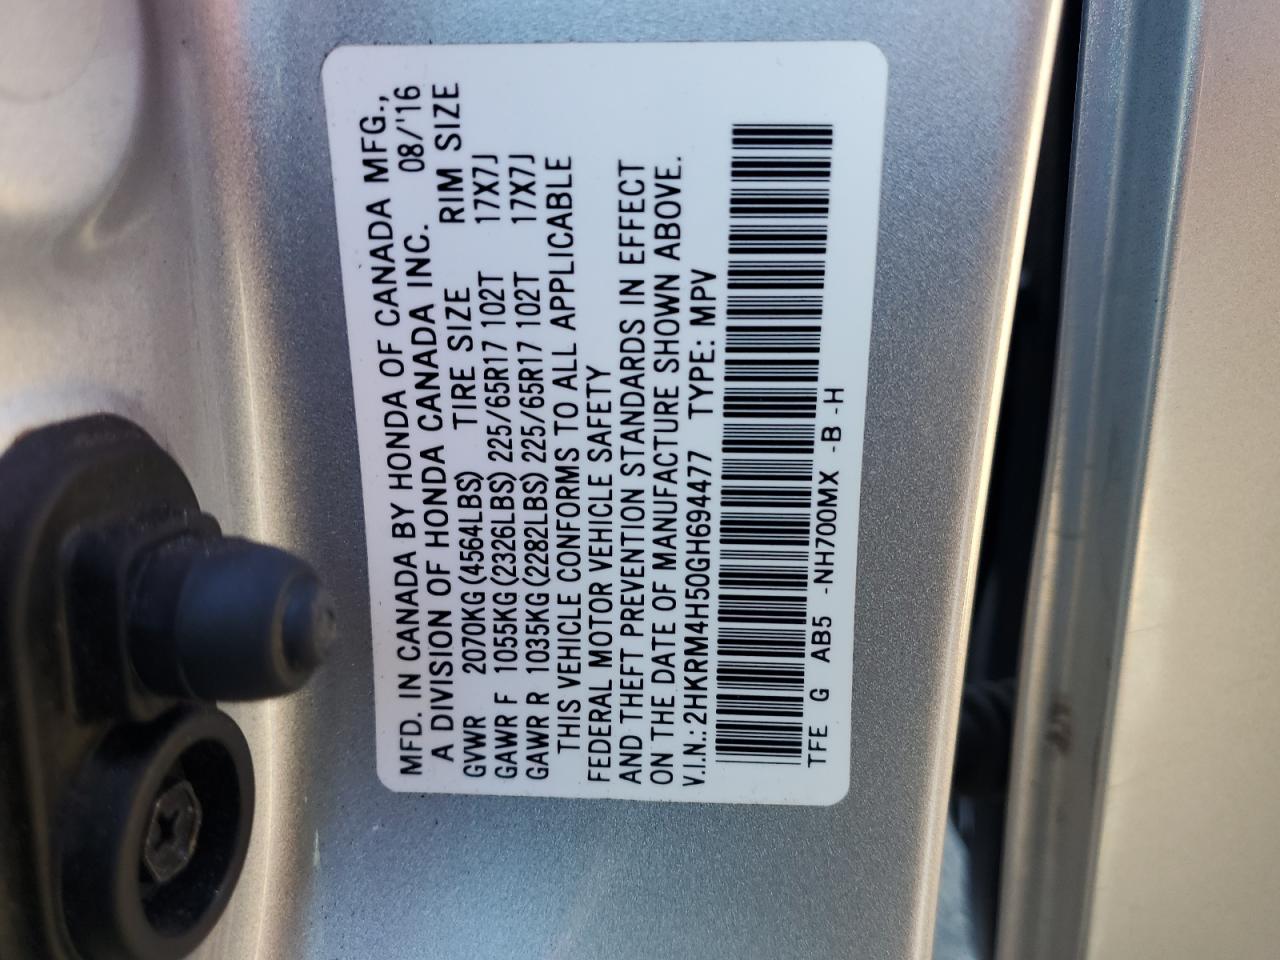 MFD. IN CANADA BY HONDA OF CANADA MFG.,
A DIVISION OF HONDA CANADA INC. 08/'16
GVWR 2070KG(4564LBS) TIRE SIZE RIM SIZE
GAWR F 1055KG(2326LBS) 225/65R17 102T 17X7J
GAWR R 1035KG(2282LBS) 225/65R17 102T 17X7J
THIS VEHICLE CONFORMS TO ALL APPLICABLE
FEDERAL MOTOR VEHICLE SAFETY
AND THEFT PREVENTION STANDARDS IN EFFECT
ON THE DATE OF MANUFACTURE SHOWN ABOVE.
V.I.N.:2HKRM4H50GH694477 TYPE: MPV
TFE G AB5 -NH700MX -B -H